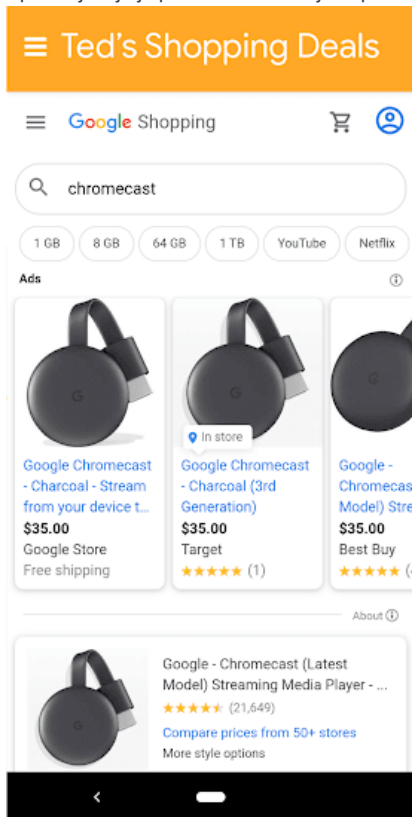 Ted's Shopping Deals
Google Shopping
chromecast
1 GB
8 GB
64 GB
1 TB
YouTube
Netflix
Ads
In store
Google Chromecast
- Charcoal - Stream
from your device t...
$35.00
Google Store
Free shipping
Google Chromecast
- Charcoal (3rd
Generation)
$35.00
Target
(1)
Google -
Chromecas
Model) Stre
$35.00
Best Buy
About
Google - Chromecast (Latest
Model) Streaming Media Player - ...
(21,649)
Compare prices from 50+ stores
More style options